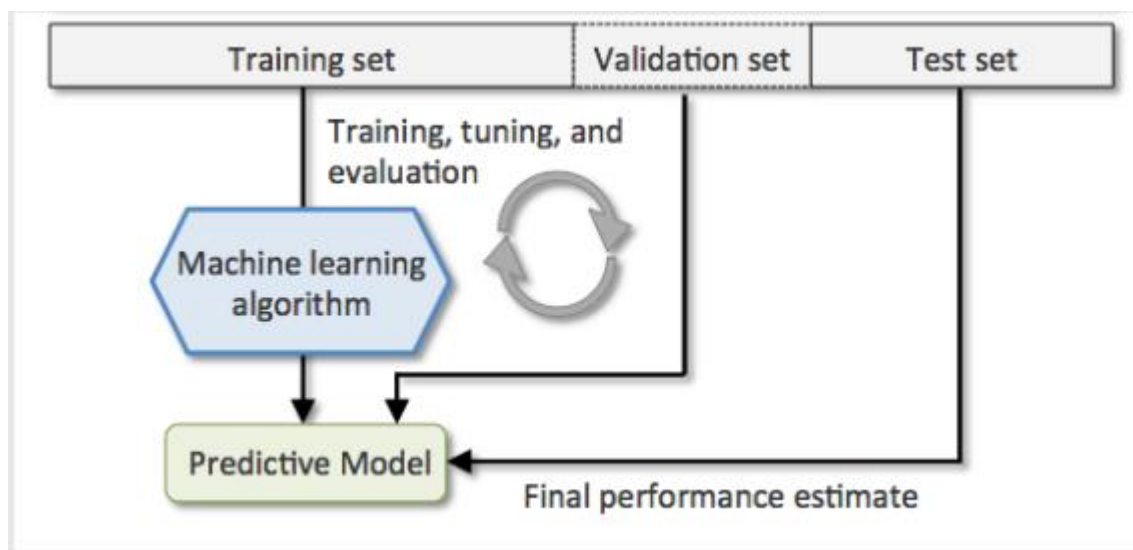 Training set
Validation set
Test set
Training, tuning, and
evaluation
Machine learning
algorithm
Predictive Model
Final performance estimate